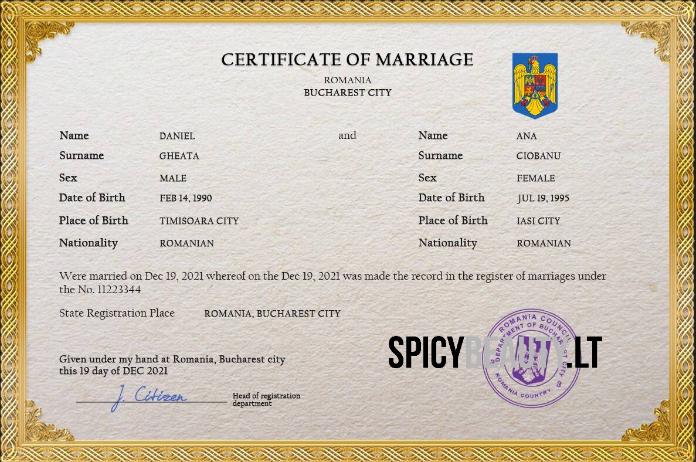 CERTIFICATE OF MARRIAGE
ROMANIA
BUCHAREST CITY
Name DANIEL and Name ANA
Surname GHEATA Surname CIOBANU
Sex MALE Sex FEMALE
Date of Birth FEB 14, 1990 Date of Birth JUL 19, 1995
Place of Birth TIMISOARA CITY Place of Birth IASI CITY
Nationality ROMANIAN Nationality ROMANIAN
Were married on Dec 19, 2021 whereof on the Dec 19, 2021 was made the record in the register of marriages under
the No. 11223344
State Registration Place ROMANIA, BUCHAREST CITY
SPICY .LT
ROMANIA COUNCIL
DEPARTMENT OF
ROMANIA COUNTRY
Given under my hand at Romania, Bucharest city
this 19 day of DEC 2021
J. Citizen Head of registration
department